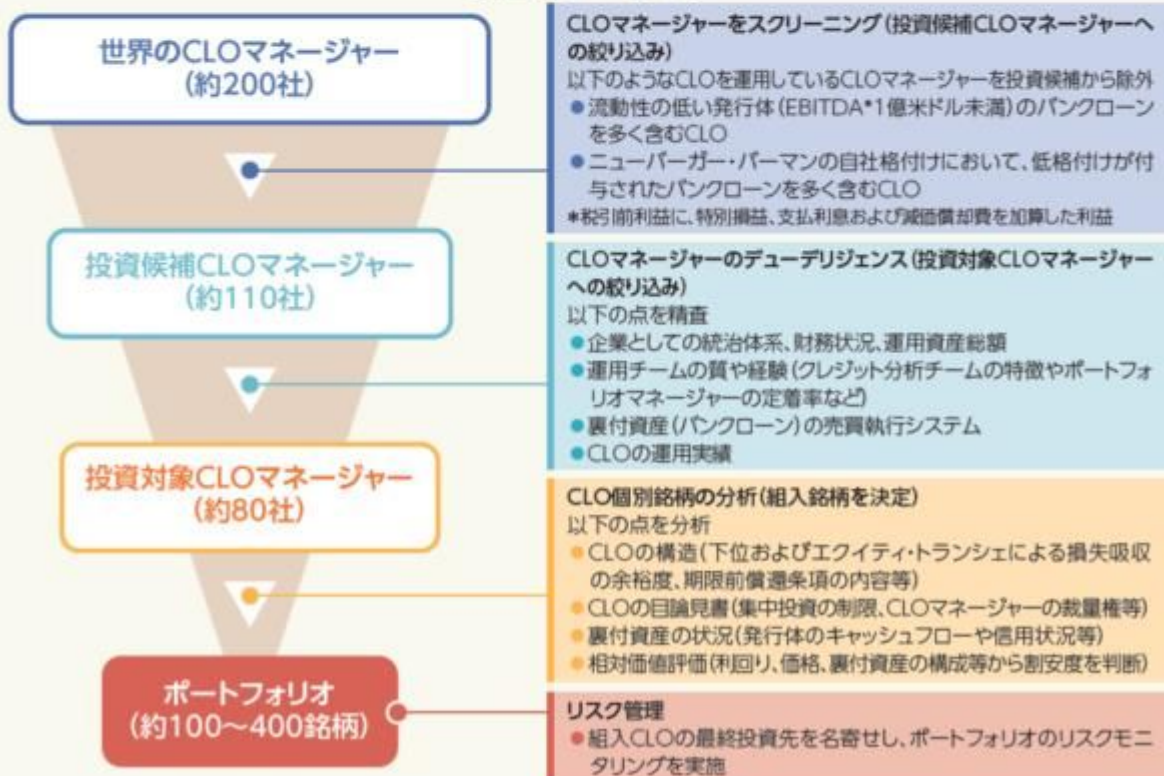 世界のCLOマネージャー
(約200社)
CLOマネージャーをスクリーニング(投資候補CLOマネージャーへ
の絞り込み)
以下のようなCLOを運用しているCLOマネージャーを投資候補から除外
●流動性の低い発行体(EBITDA*1億米ドル未満)のバンクローン
を多く含むCLO
●ニューバーガー・バーマンの自社格付けにおいて、低格付けが付
与されたバンクローンを多く含むCLO
*税引前利益に、特別損益、支払利息および減価償却費を加算した利益
投資候補CLOマネージャー
(約110社)
CLOマネージャーのデューデリジェンス(投資対象CLOマネージャー
への絞り込み)
以下の点を精査
●企業としての統治体系、財務状況、運用資産総額
●運用チームの質や経験(クレジット分析チームの特徴やポートフォ
リオマネージャーの定着率など)
●裏付資産(バンクローン)の売買執行システム
●CLOの運用実績
投資対象CLOマネージャー
(約80社)
CLO個別銘柄の分析(組入銘柄を決定)
以下の点を分析
●CLOの構造(下位およびエクイティ・トランシェによる損失吸収
の余裕度、期限前償還条項の内容等)
●CLOの目論見書(集中投資の制限、CLOマネージャーの裁量権等)
●裏付資産の状況(発行体のキャッシュフローや信用状況等)
●相対価値評価(利回り、価格、裏付資産の構成等から割安度を判断)
ポートフォリオ
(約100〜400銘柄)
リスク管理
●組入CLOの最終投資先を名寄せし、ポートフォリオのリスクモニ
タリングを実施